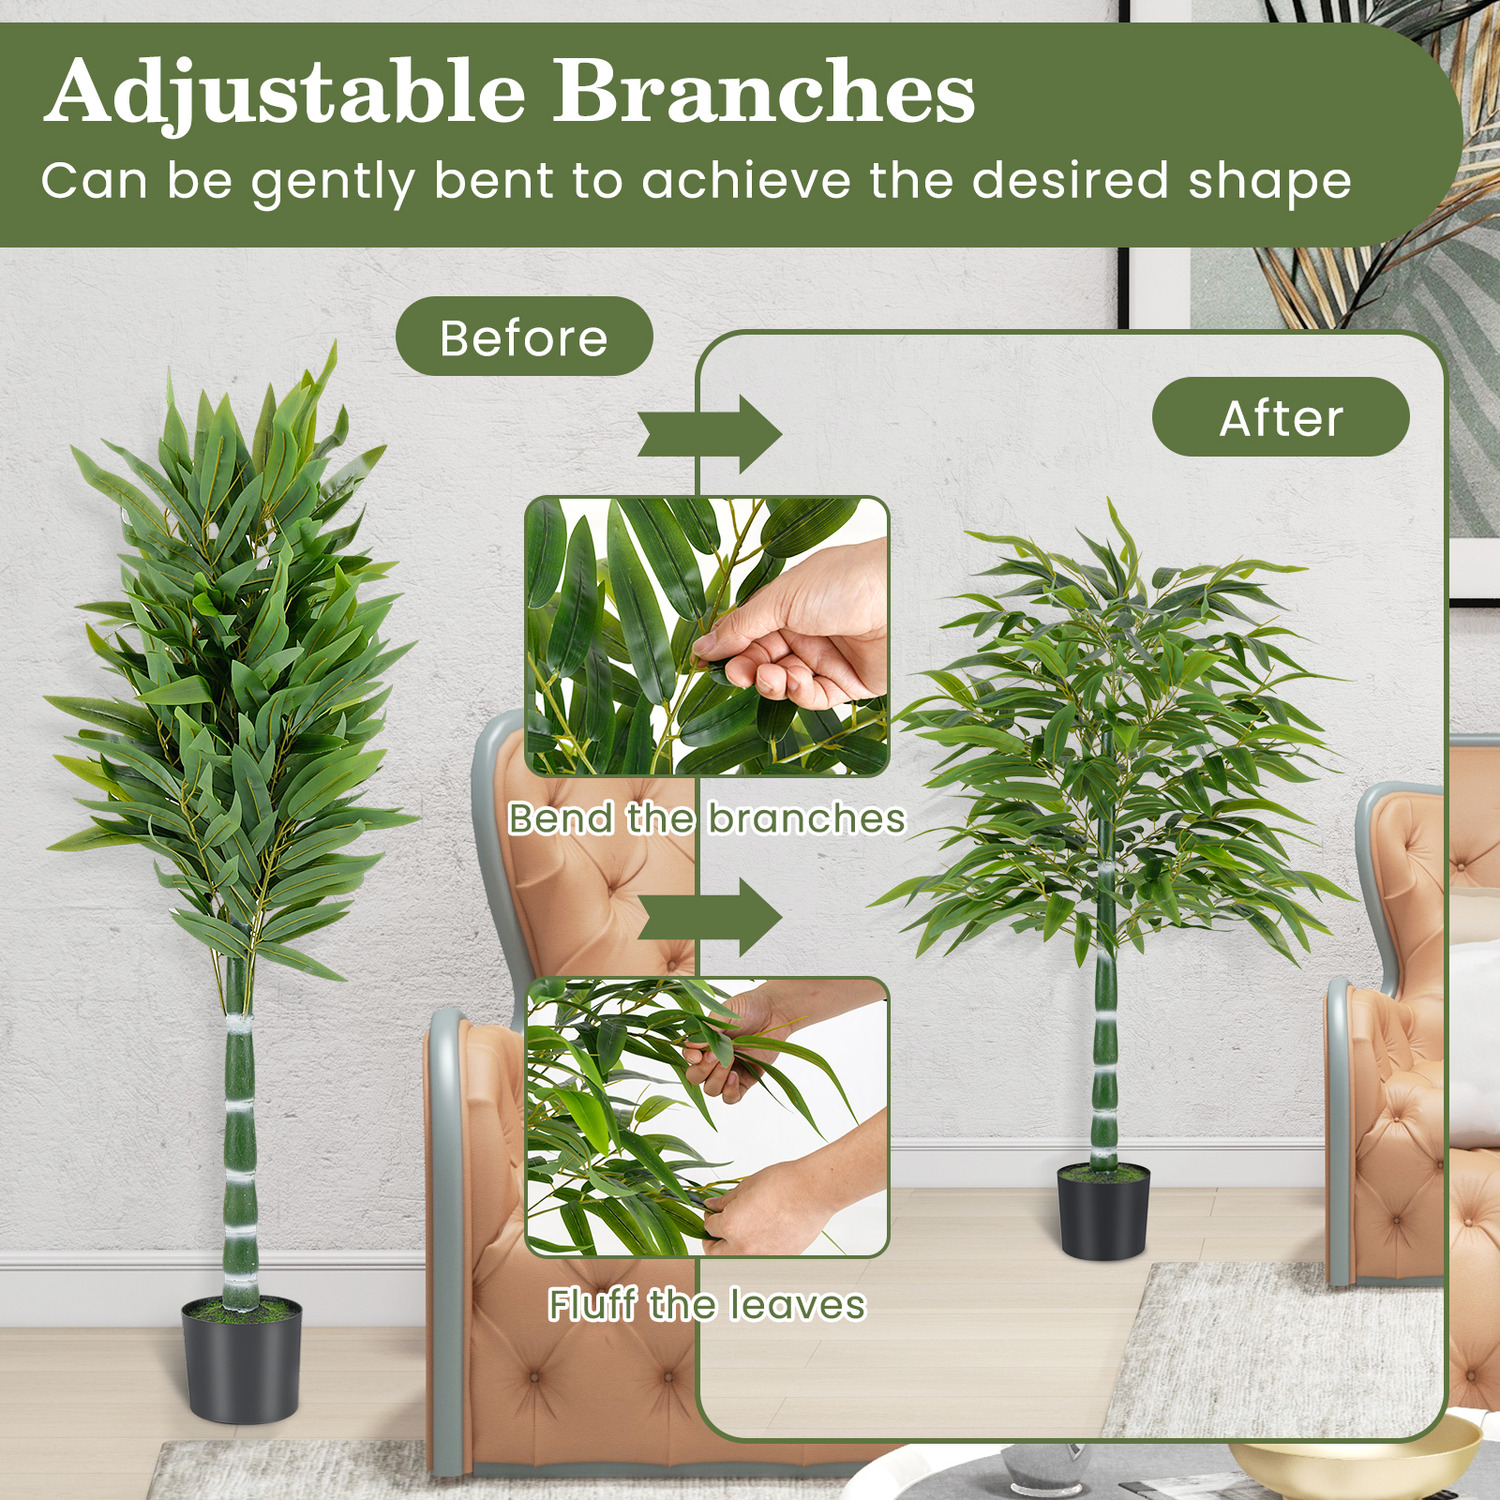 Adjustable Branches
Can be gently bent to achieve the desired shape
Before
After
Bend the branches
Fluff the leaves